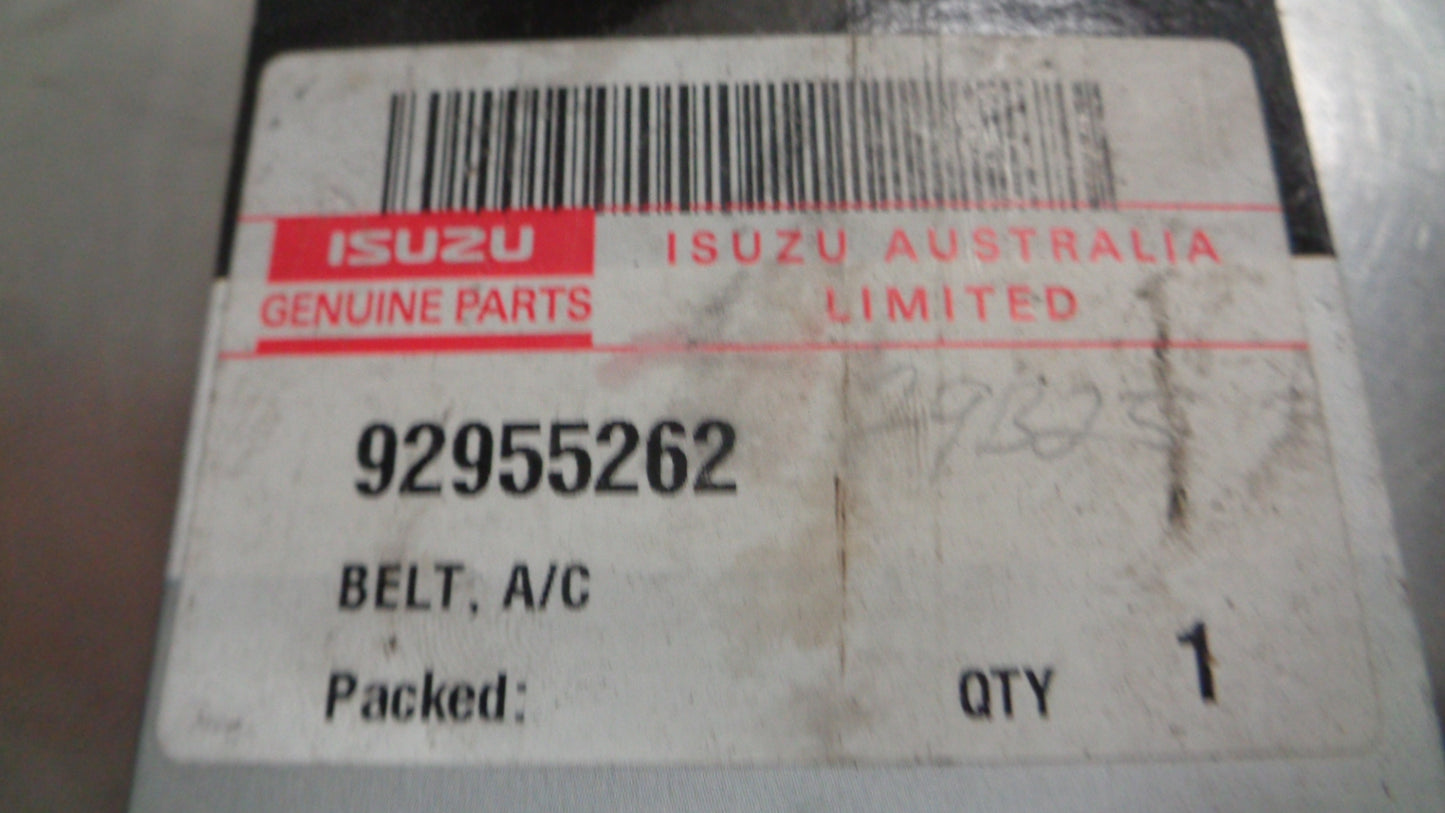 ISUZU
GENUINE PARTS
ISUZU AUSTRALIA
LIMITED
92955262
BELT, A/C
Packed:
QTY 1